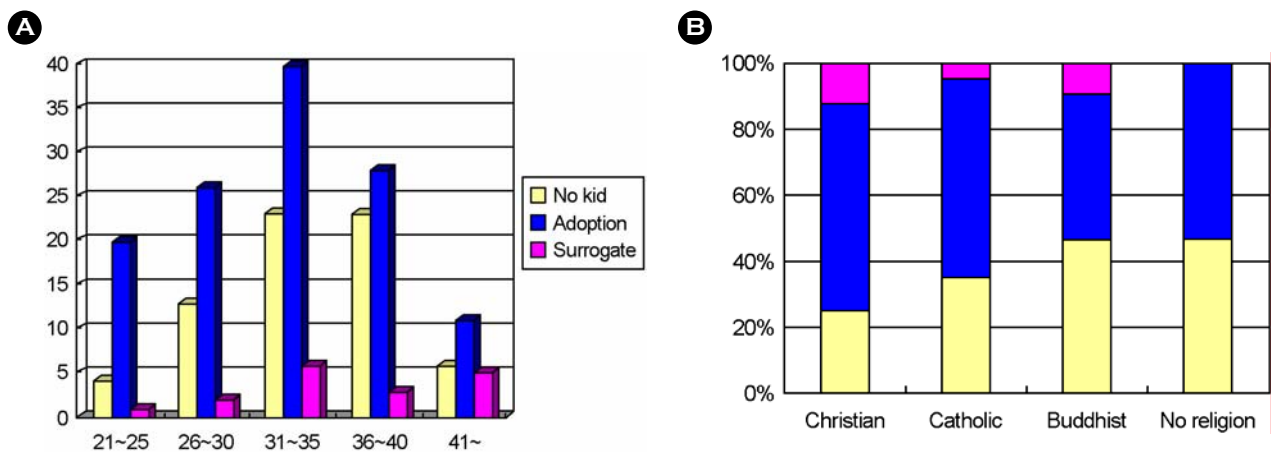 A
40
35
30
25
20
15
10
5
0
21~25 26~30 31~35 36~40 41~
No kid
Adoption
Surrogate
B
100%
80%
60%
40%
20%
0%
Christian Catholic Buddhist No religion